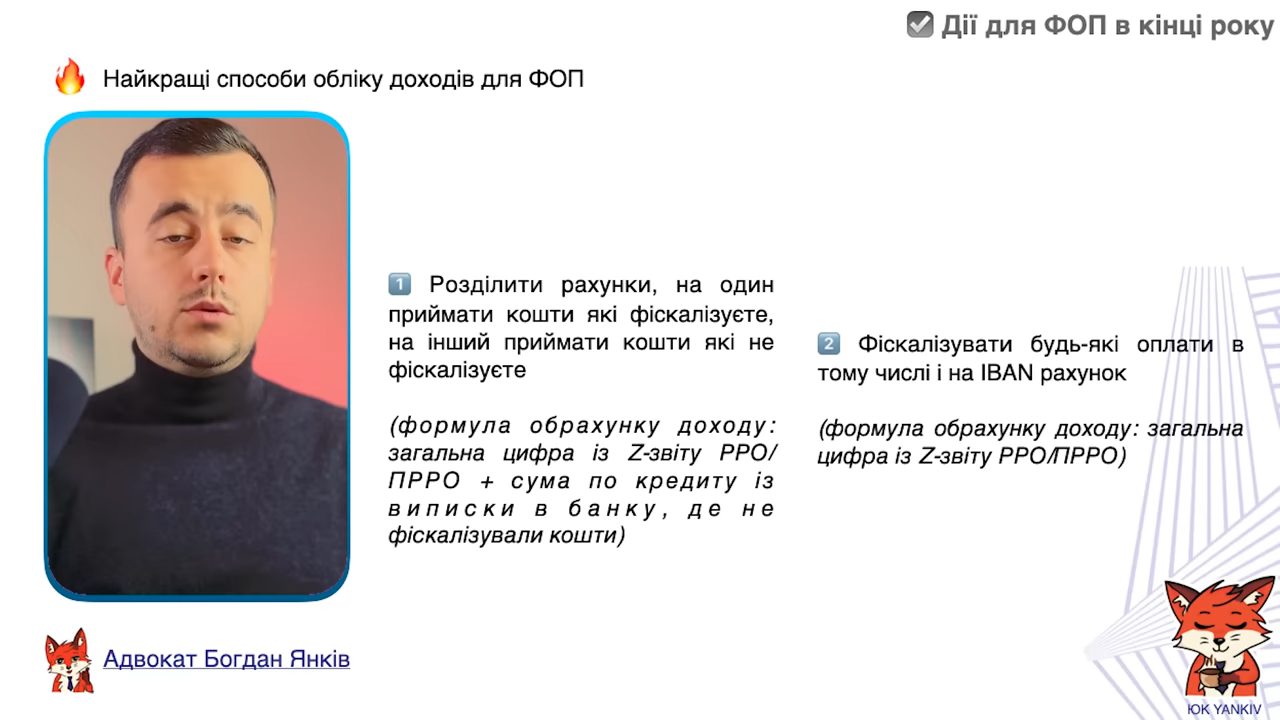 ☑ Дії для ФОП в кінці року
🔥 Найкращі способи обліку доходів для ФОП
1️⃣ Розділити рахунки, на один
приймати кошти які фіскалізуєте,
на інший приймати кошти які не
фіскалізуєте
(формула обрахунку доходу:
загальна цифра із Z-звіту РРО/
ПРРО + сума по кредиту із
виписки в банку, де не
фіскалізували кошти)
2️⃣ Фіскалізувати будь-які оплати в
тому числі і на IBAN рахунок
(формула обрахунку доходу: загальна
цифра із Z-звіту РРО/ПРРО)
Адвокат Богдан Янків
ЮК YANKIV